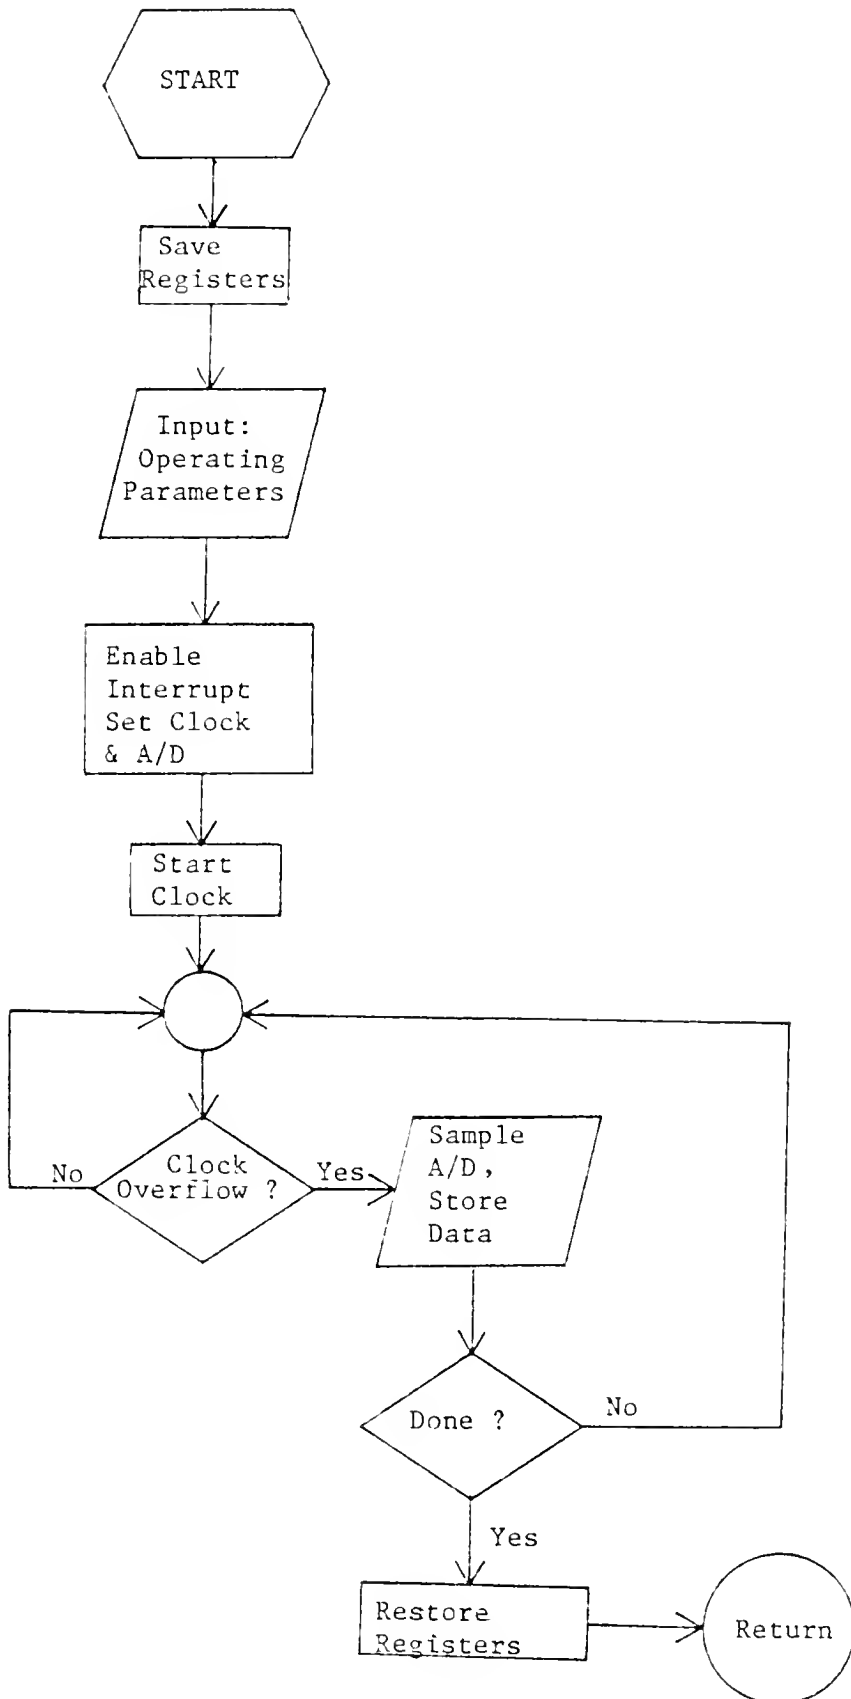 START
Save
Registers
Input:
Operating
Parameters
Enable
Interrupt
Set Clock
& A/D
Start
Clock
Clock
Overflow ?
No
Yes
Sample
A/D,
Store
Data
Done ?
No
Yes
Restore
Registers
Return